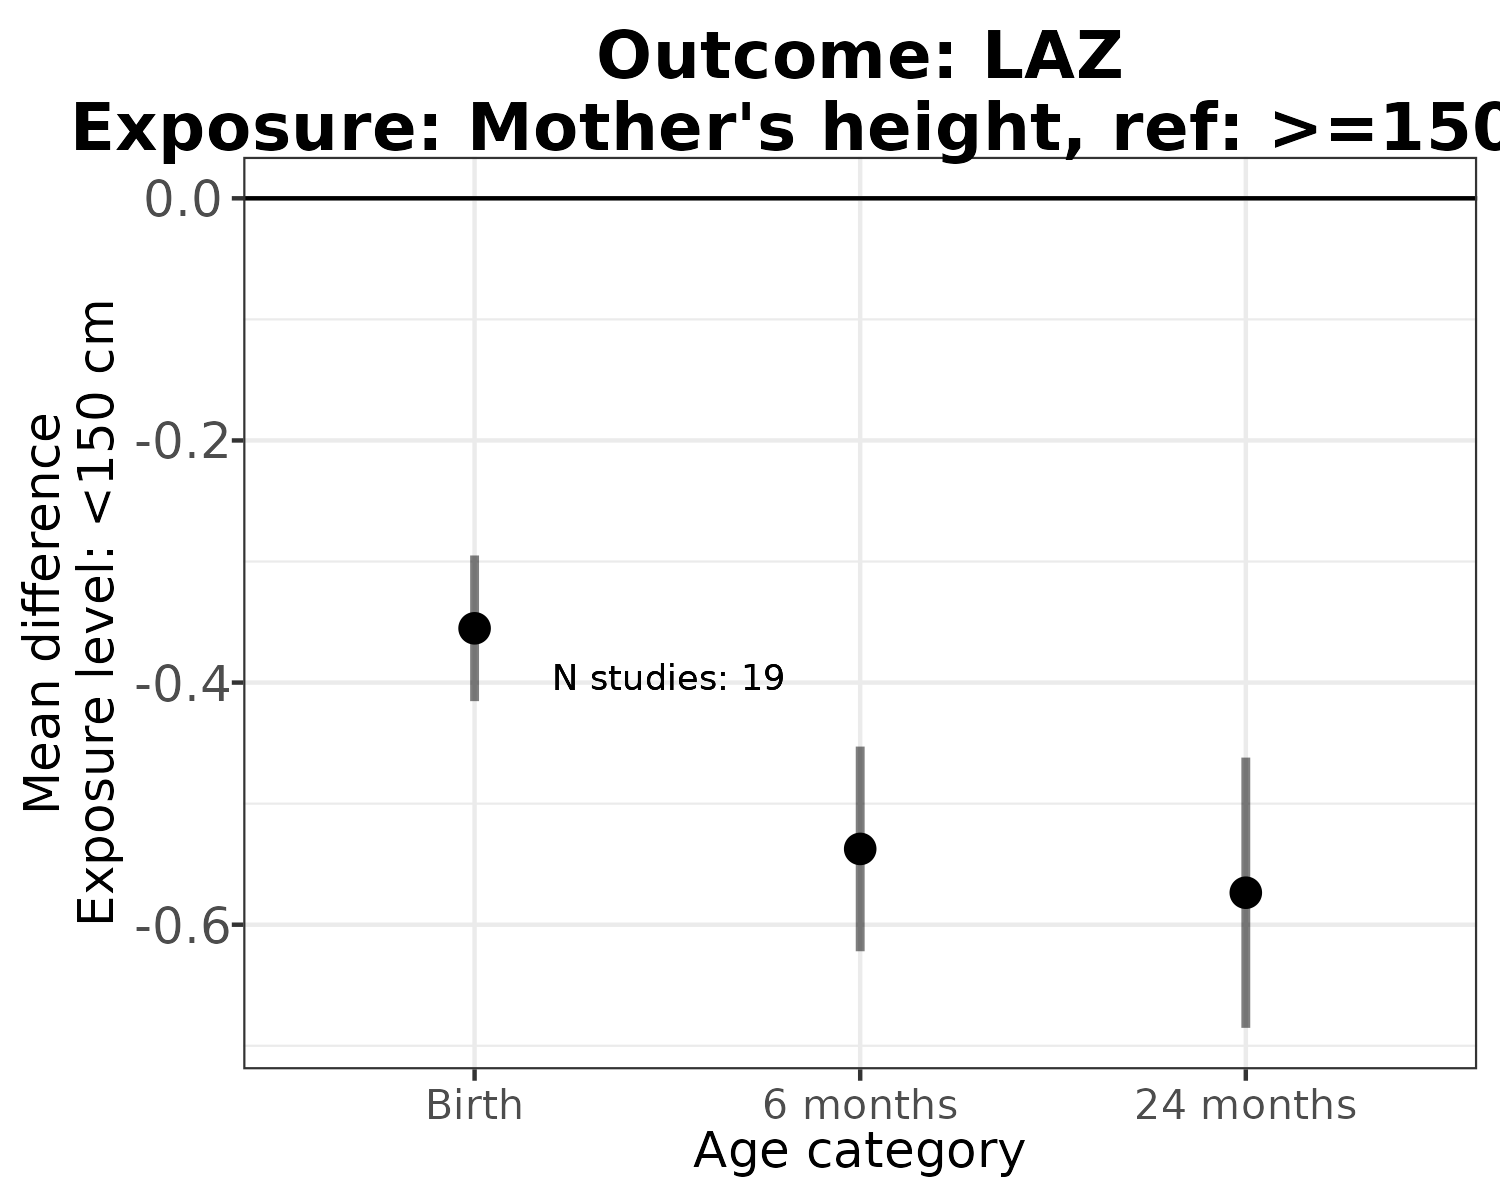 Outcome: LAZ
Exposure: Mother's height, ref: >=150
Mean difference
Exposure level: <150 cm
0.0
-0.2
-0.4
-0.6
N studies: 19
Birth
6 months
24 months
Age category